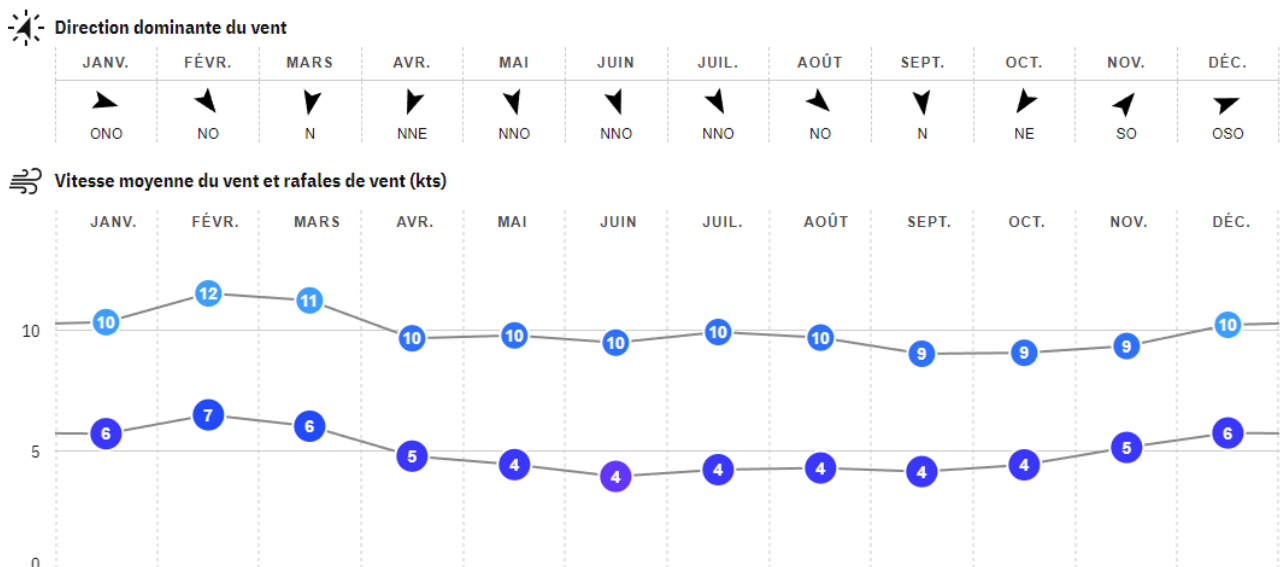 Direction dominante du vent
JANV. FÉVR. MARS AVR. MAI JUIN JUIL. AOÛT SEPT. OCT. NOV. DÉC.
ONO NO N NNE NNO NNO NNO NO N NE SO OSO
Vitesse moyenne du vent et rafales de vent (kts)
JANV. FÉVR. MARS AVR. MAI JUIN JUIL. AOÛT SEPT. OCT. NOV. DÉC.
10 12 11 10 10 10 10 10 9 9 9 10
10
6 7 6 5 4 4 4 4 4 4 5 6
5
0